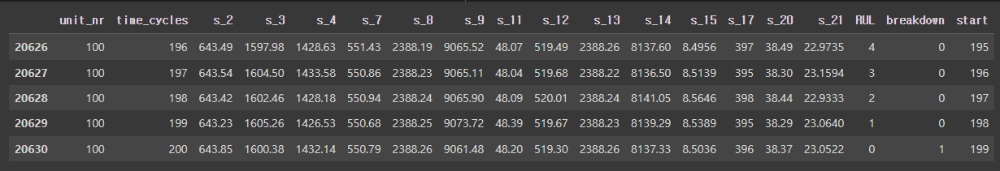 unit_nr time_cycles s_2 s_3 s_4 s_7 s_8 s_9 s_11 s_12 s_13 s_14 s_15 s_17 s_20 s_21 RUL breakdown start
20626 100 196 643.49 1597.98 1428.63 551.43 2388.19 9065.52 48.07 519.49 2388.26 8137.60 8.4956 397 38.49 22.9735 4 0 195
20627 100 197 643.54 1604.50 1433.58 550.86 2388.23 9065.11 48.04 519.68 2388.22 8136.50 8.5139 395 38.30 23.1594 3 0 196
20628 100 198 643.42 1602.46 1428.18 550.94 2388.24 9065.90 48.09 520.01 2388.24 8141.05 8.5646 398 38.44 22.9333 2 0 197
20629 100 199 643.23 1605.26 1426.53 550.68 2388.25 9073.72 48.39 519.67 2388.23 8139.29 8.5389 395 38.29 23.0640 1 0 198
20630 100 200 643.85 1600.38 1432.14 550.79 2388.26 9061.48 48.20 519.30 2388.26 8137.33 8.5036 396 38.37 23.0522 0 1 199